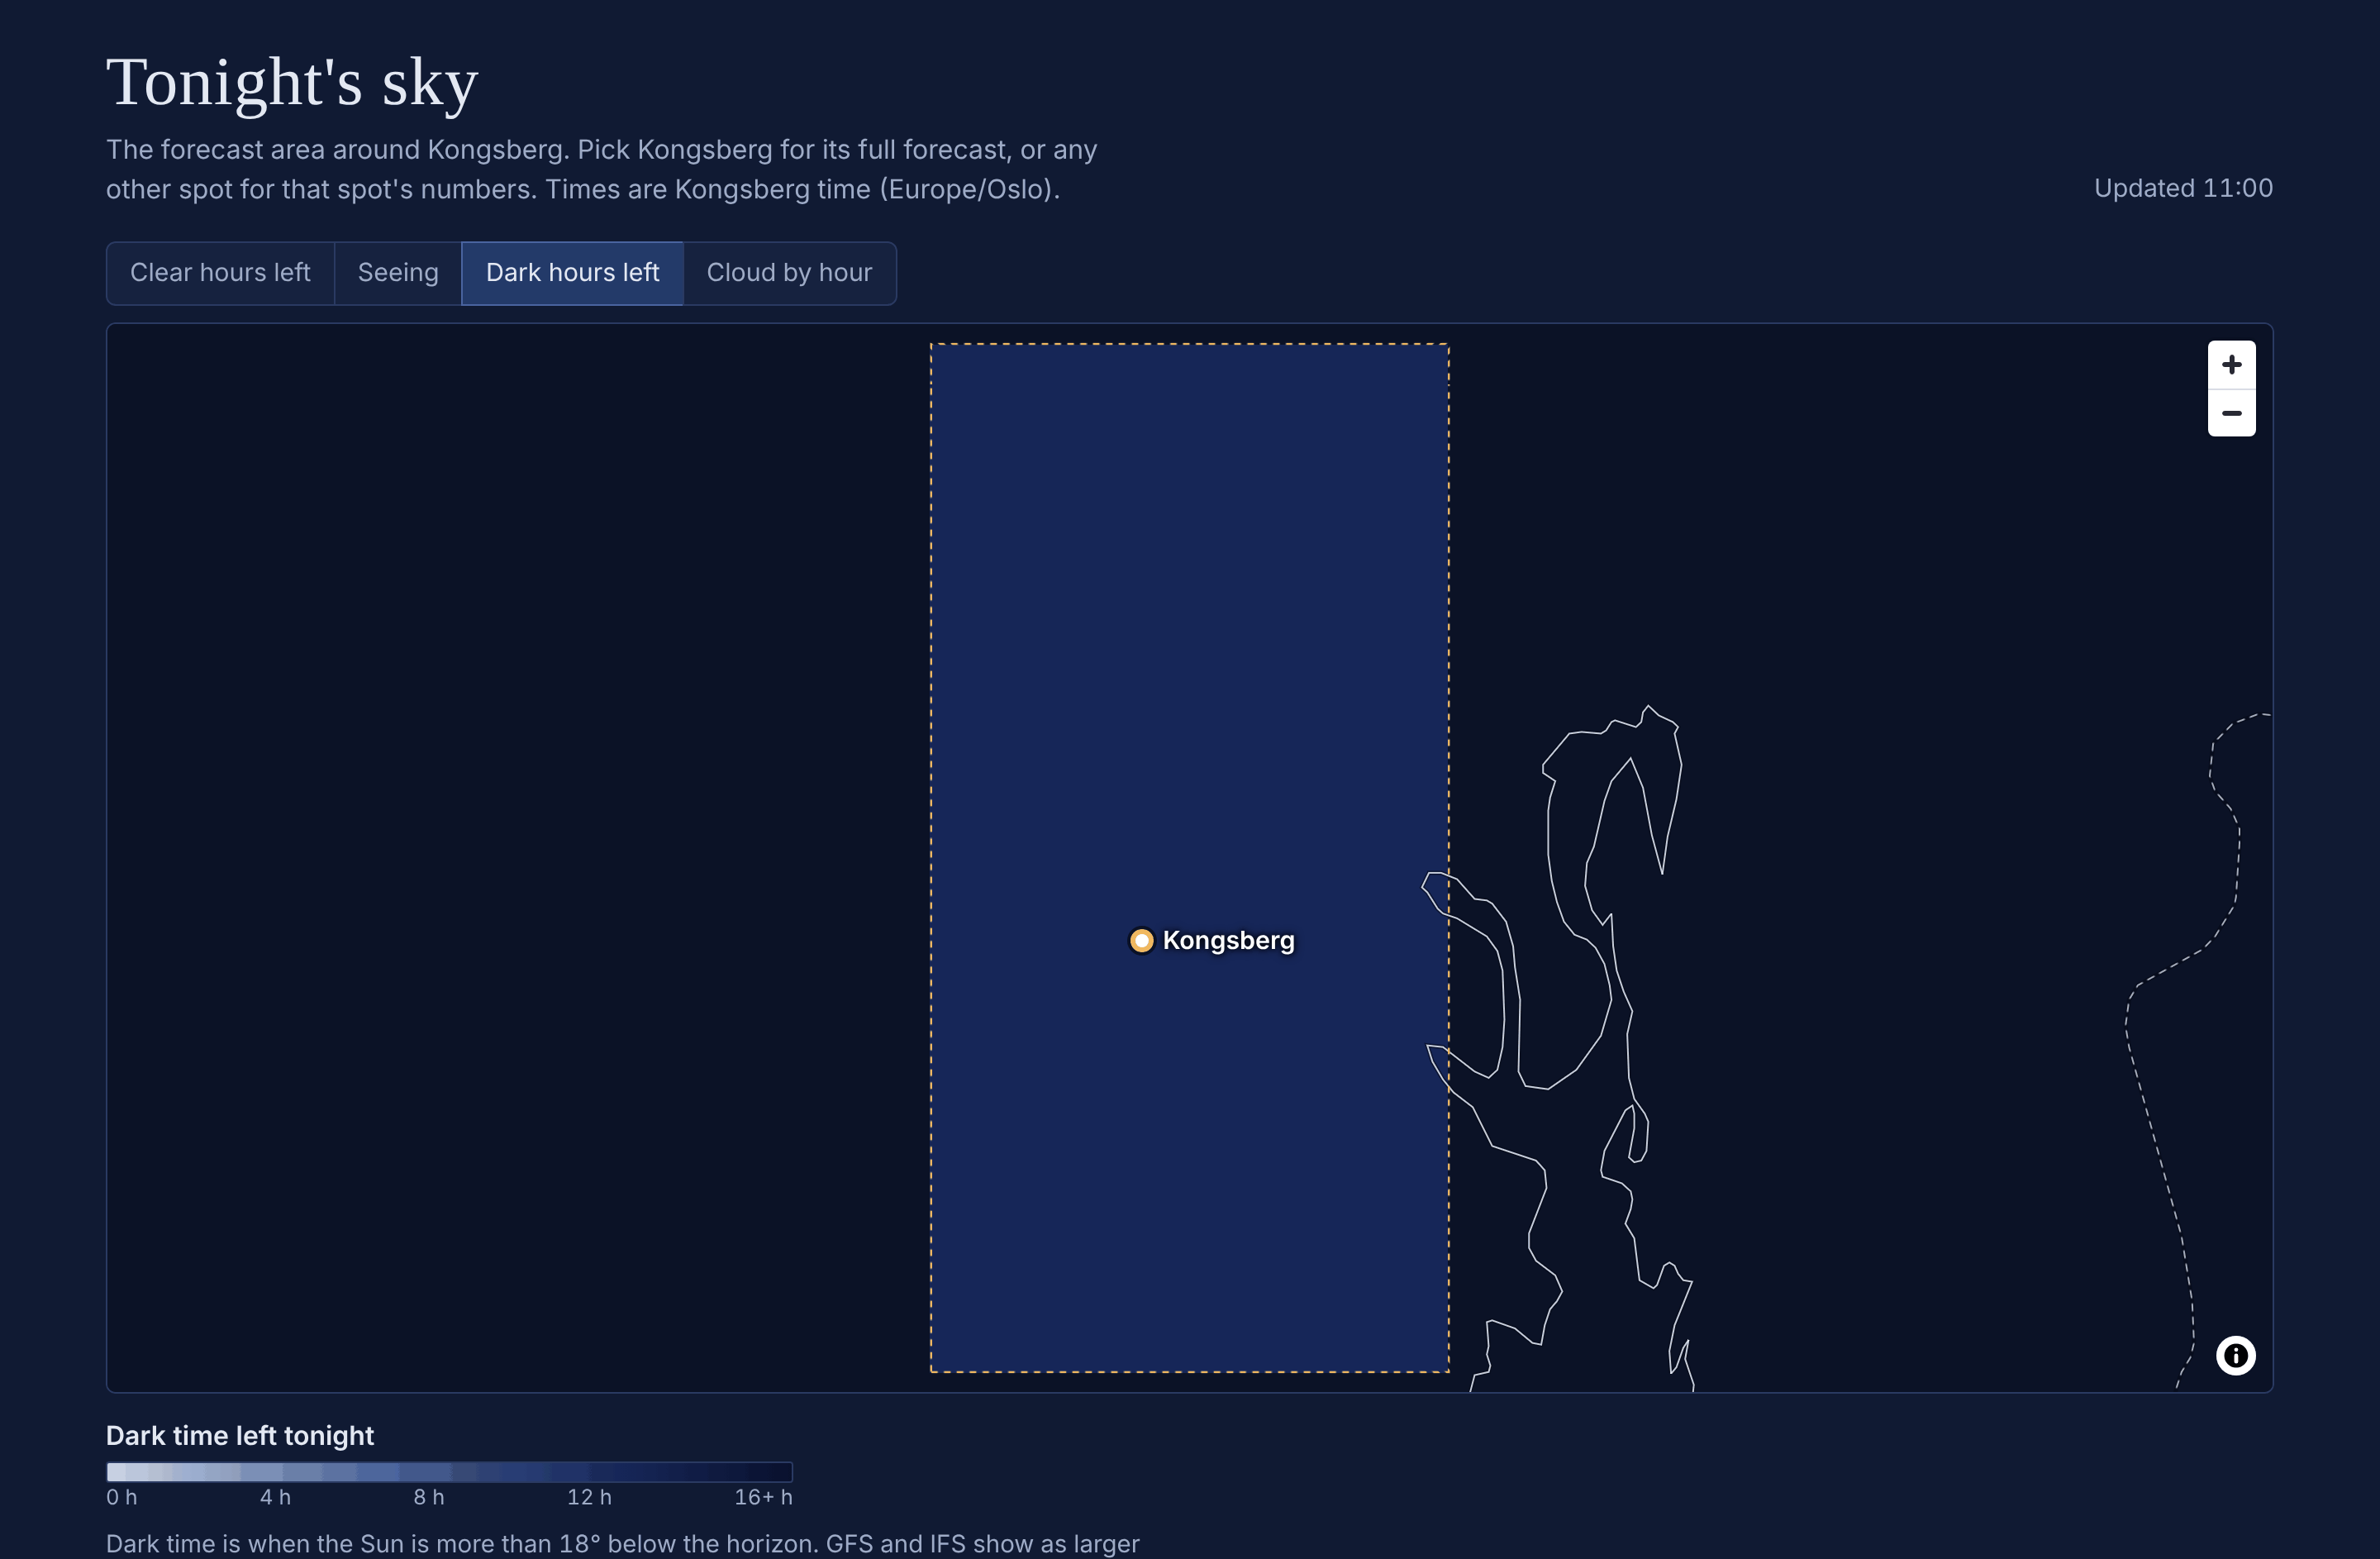 Tonight's sky
The forecast area around Kongsberg. Pick Kongsberg for its full forecast, or any
other spot for that spot's numbers. Times are Kongsberg time (Europe/Oslo).
Updated 11:00
Clear hours left
Seeing
Dark hours left
Cloud by hour
Kongsberg
Dark time left tonight
0 h
4 h
8 h
12 h
16+ h
Dark time is when the Sun is more than 18° below the horizon. GFS and IFS show as larger